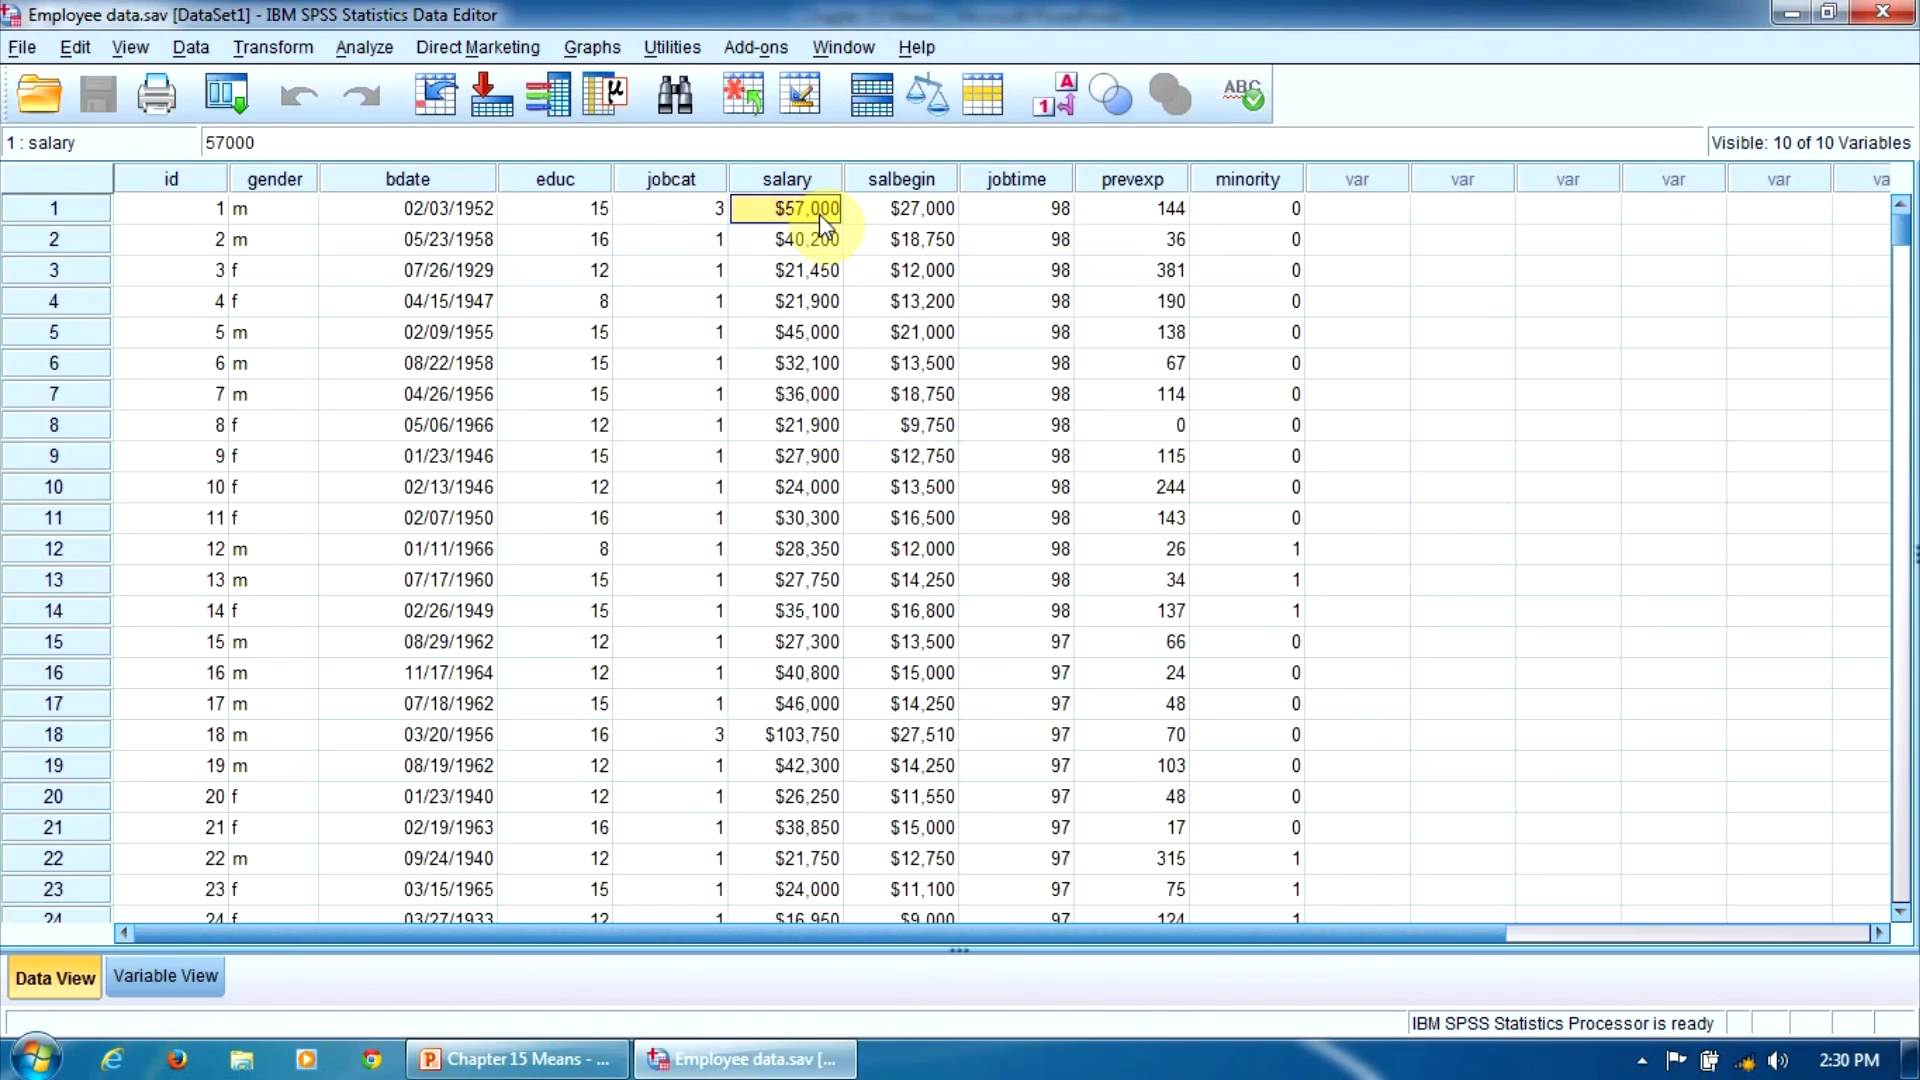 Employee data.sav [DataSet1] - IBM SPSS Statistics Data Editor
File Edit View Data Transform Analyze Direct Marketing Graphs Utilities Add-ons Window Help
1 A ABC
1 : salary 57000 Visible: 10 of 10 Variables
id gender bdate educ jobcat salary salbegin jobtime prevexp minority var var var var var va
1 1 m 02/03/1952 15 3 $57,000 $27,000 98 144 0
2 2 m 05/23/1958 16 1 $40,200 $18,750 98 36 0
3 3 f 07/26/1929 12 1 $21,450 $12,000 98 381 0
4 4 f 04/15/1947 8 1 $21,900 $13,200 98 190 0
5 5 m 02/09/1955 15 1 $45,000 $21,000 98 138 0
6 6 m 08/22/1958 15 1 $32,100 $13,500 98 67 0
7 7 m 04/26/1956 15 1 $36,000 $18,750 98 114 0
8 8 f 05/06/1966 12 1 $21,900 $9,750 98 0 0
9 9 f 01/23/1946 15 1 $27,900 $12,750 98 115 0
10 10 f 02/13/1946 12 1 $24,000 $13,500 98 244 0
11 11 f 02/07/1950 16 1 $30,300 $16,500 98 143 0
12 12 m 01/11/1966 8 1 $28,350 $12,000 98 26 1
13 13 m 07/17/1960 15 1 $27,750 $14,250 98 34 1
14 14 f 02/26/1949 15 1 $35,100 $16,800 98 137 1
15 15 m 08/29/1962 12 1 $27,300 $13,500 97 66 0
16 16 m 11/17/1964 12 1 $40,800 $15,000 97 24 0
17 17 m 07/18/1962 15 1 $46,000 $14,250 97 48 0
18 18 m 03/20/1956 16 3 $103,750 $27,510 97 70 0
19 19 m 08/19/1962 12 1 $42,300 $14,250 97 103 0
20 20 f 01/23/1940 12 1 $26,250 $11,550 97 48 0
21 21 f 02/19/1963 16 1 $38,850 $15,000 97 17 0
22 22 m 09/24/1940 12 1 $21,750 $12,750 97 315 1
23 23 f 03/15/1965 15 1 $24,000 $11,100 97 75 1
24 24 f 03/27/1933 12 1 $16,950 $9,000 97 124 1
Data View Variable View
IBM SPSS Statistics Processor is ready
Chapter 15 Means - ... Employee data.sav [... 2:30 PM